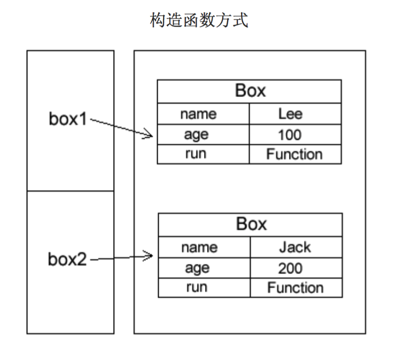 构造函数方式
box1
Box
name Lee
age 100
run Function
box2
Box
name Jack
age 200
run Function